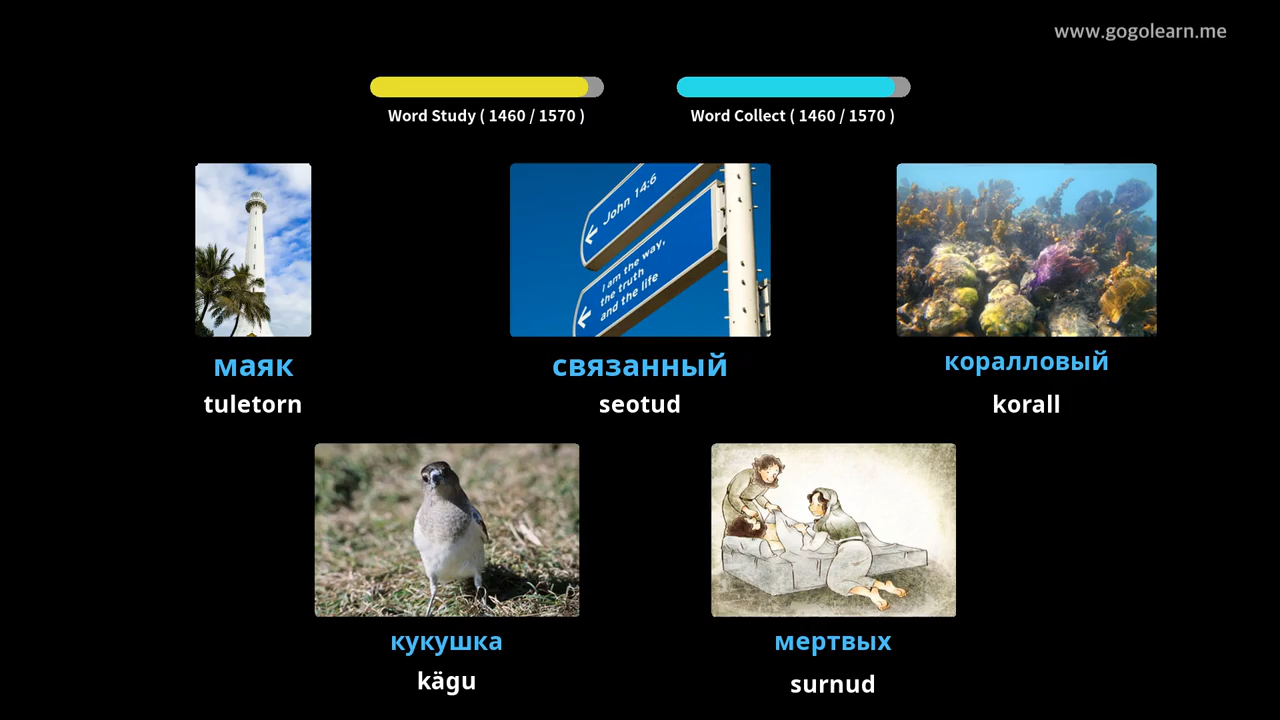 www.gogolearn.me
Word Study ( 1460 / 1570 )
Word Collect ( 1460 / 1570 )
John 14:6
I am the way,
the truth
and the life
маяк
tuletorn
связанный
seotud
коралловый
korall
кукушка
kägu
мертвых
surnud